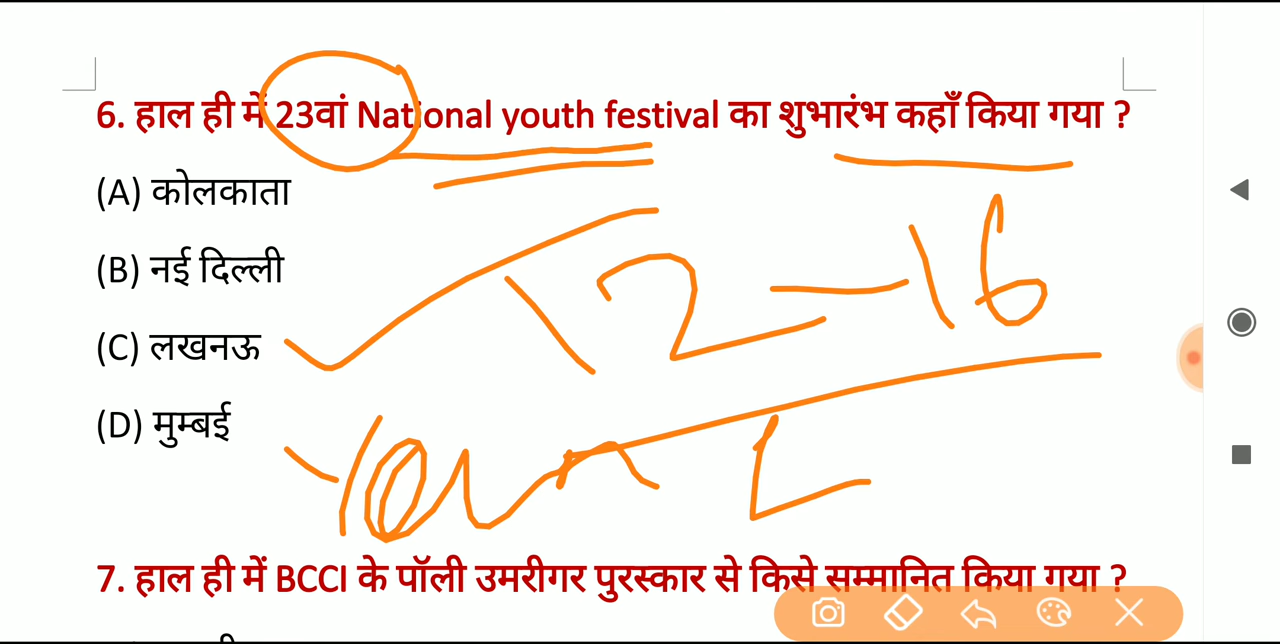 6. हाल ही में 23वां National youth festival का शुभारंभ कहाँ किया गया ?
(A) कोलकाता
(B) नई दिल्ली
12 - 16
(C) लखनऊ
(D) मुम्बई
7. हाल ही में BCCI के पॉली उमरीगर पुरस्कार से किसे सम्मानित किया गया ?